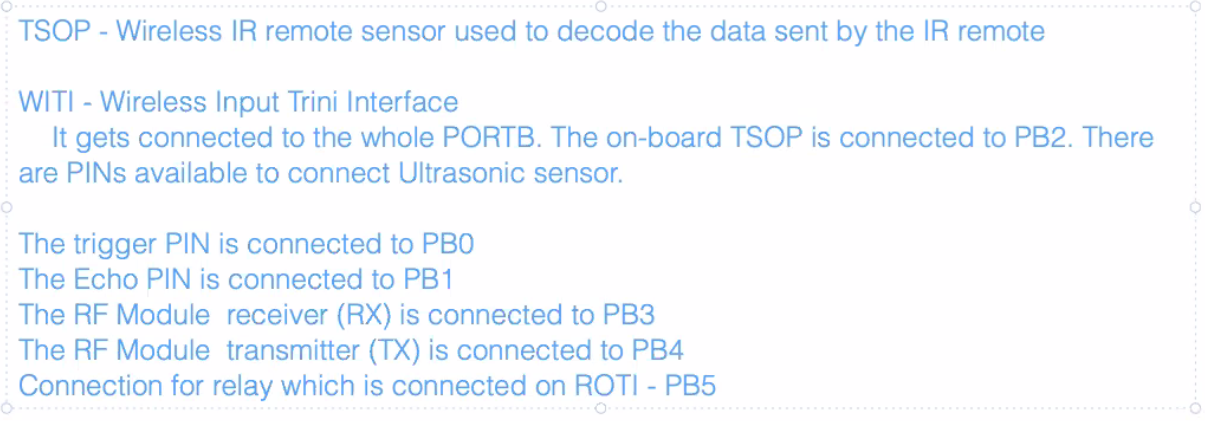 TSOP - Wireless IR remote sensor used to decode the data sent by the IR remote
WITI - Wireless Input Trini Interface
It gets connected to the whole PORTB. The on-board TSOP is connected to PB2. There
are PINs available to connect Ultrasonic sensor.
The trigger PIN is connected to PB0
The Echo PIN is connected to PB1
The RF Module  receiver (RX) is connected to PB3
The RF Module  transmitter (TX) is connected to PB4
Connection for relay which is connected on ROTI - PB5